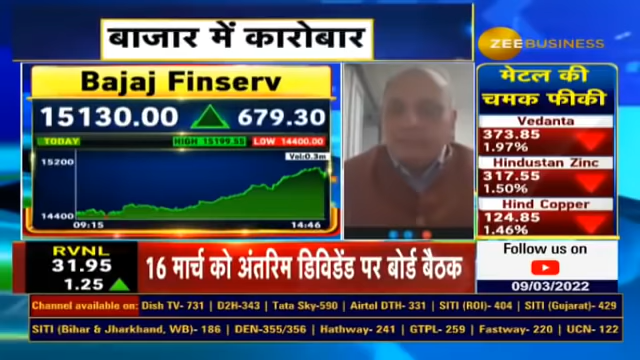 बाजार में कारोबार
ZEE BUSINESS
Bajaj Finserv
15130.00 679.30
TODAY HIGH 15199.55 LOW 14400.00
Vol:0.3m
15200
14400
09:15 14:46
मेटल की
चमक फीकी
Vedanta
373.85
1.97%
Hindustan Zinc
317.55
1.50%
Hind Copper
124.85
1.46%
RVNL
31.95
1.25
16 मार्च को अंतरिम डिविडेंड पर बोर्ड बैठक
Follow us on
09/03/2022
Channel available on: Dish TV- 731 | D2H-343 | Tata Sky-590 | Airtel DTH- 331 | SITI (ROI)- 404 | SITI (Gujarat)- 429
SITI (Bihar & Jharkhand, WB)- 186 | DEN-355/356 | Hathway- 241 | GTPL- 259 | Fastway- 220 | UCN- 122